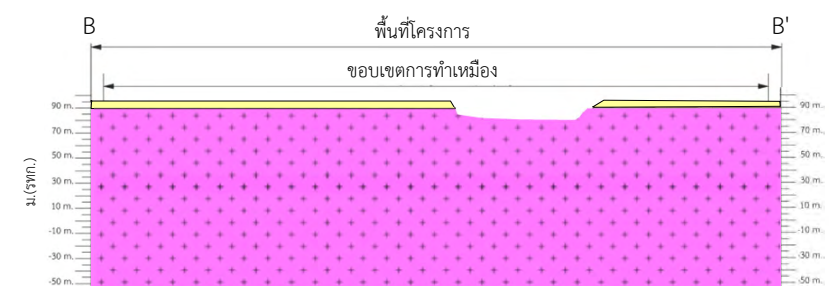 B B'
พื้นที่โครงการ
ขอบเขตการทำเหมือง
90 m. 90 m.
70 m. 70 m.
50 m. 50 m.
30 m. 30 m.
10 m. 10 m.
-10 m. -10 m.
-30 m. -30 m.
-50 m. -50 m.
ม.(รทก.)